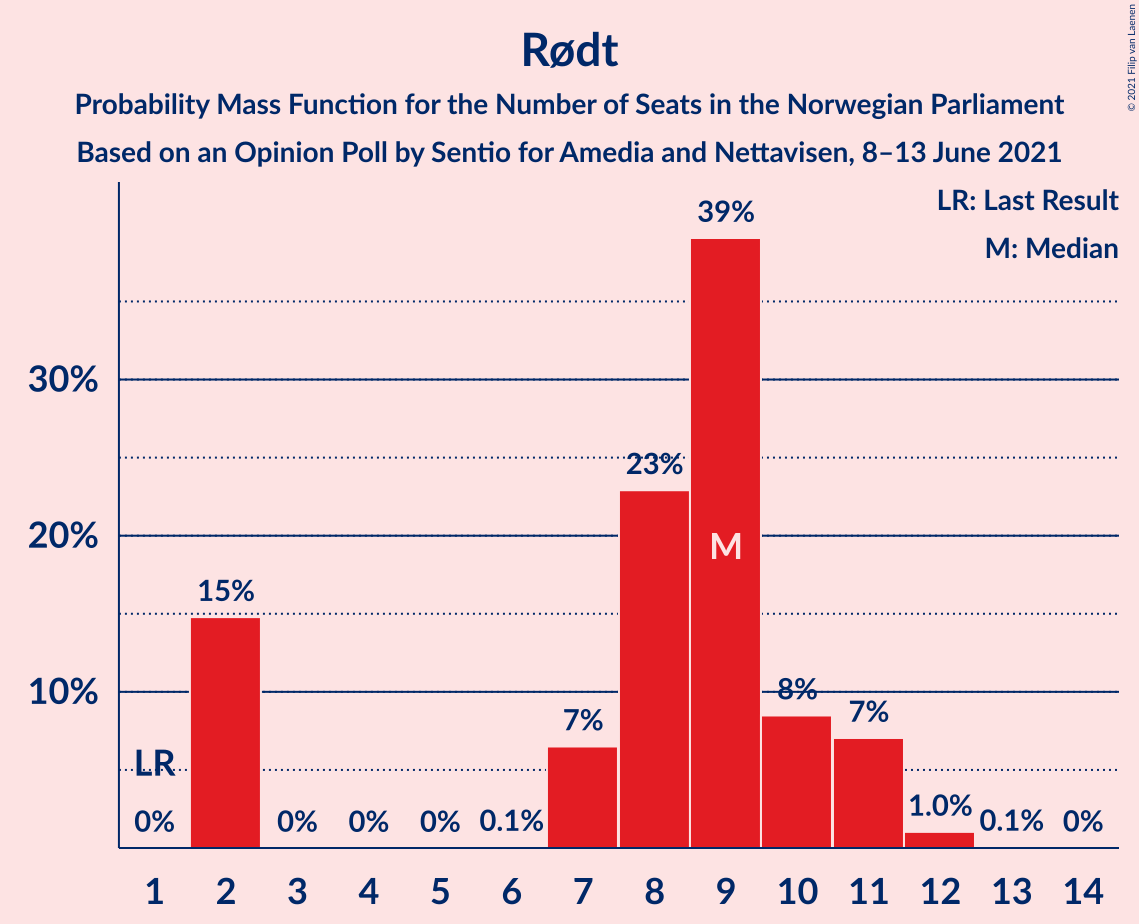 Rødt
Probability Mass Function for the Number of Seats in the Norwegian Parliament
Based on an Opinion Poll by Sentio for Amedia and Nettavisen, 8–13 June 2021
© 2021 Filip van Laenen
LR: Last Result
M: Median
39%
30%
23%
20%
M
15%
10%
8%
7%
7%
LR
0%
0%
0%
0%
0.1%
1.0%
0.1%
0%
1 2 3 4 5 6 7 8 9 10 11 12 13 14